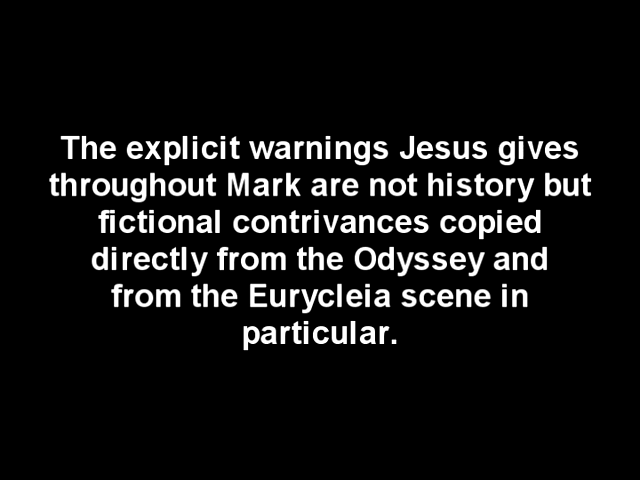 The explicit warnings Jesus gives
throughout Mark are not history but
fictional contrivances copied
directly from the Odyssey and
from the Eurycleia scene in
particular.